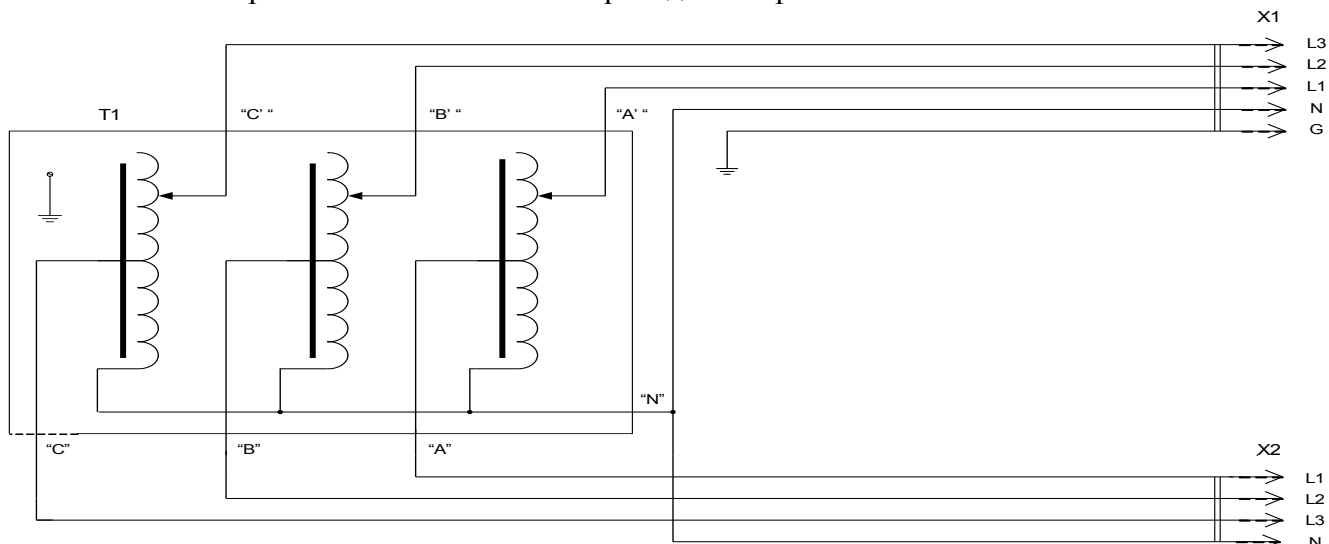 X1
L3
L2
T1 “C’ “ “B’ “ “A’ “ L1
N
G
“N”
“C” “B” “A” X2
L1
L2
L3
N